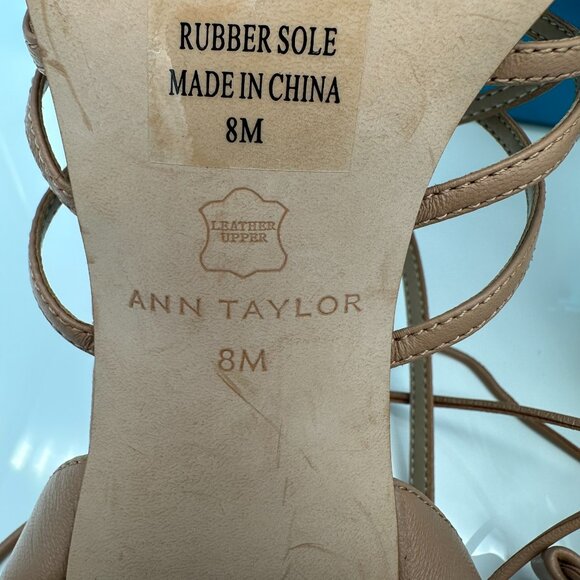 RUBBER SOLE
MADE IN CHINA
8M
LEATHER
UPPER
ANN TAYLOR
8M